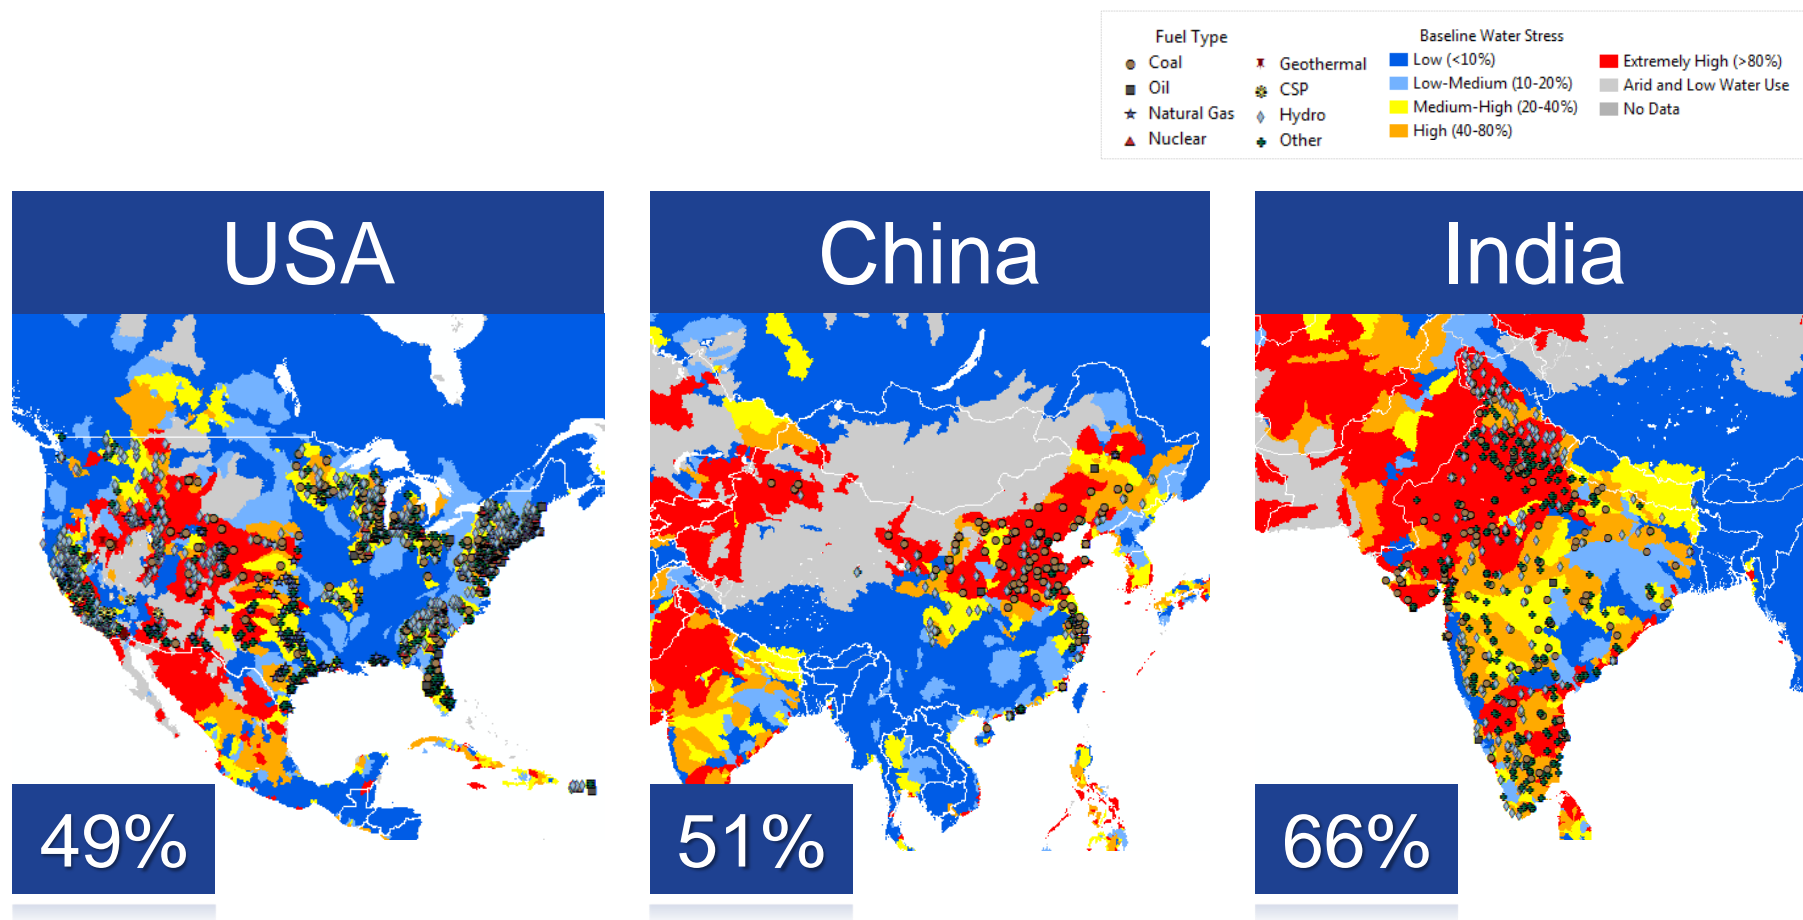 Fuel Type
Coal
Oil
Natural Gas
Nuclear
Geothermal
CSP
Hydro
Other
Baseline Water Stress
Low (<10%)
Low-Medium (10-20%)
Medium-High (20-40%)
High (40-80%)
Extremely High (>80%)
Arid and Low Water Use
No Data
USA
China
India
49%
51%
66%